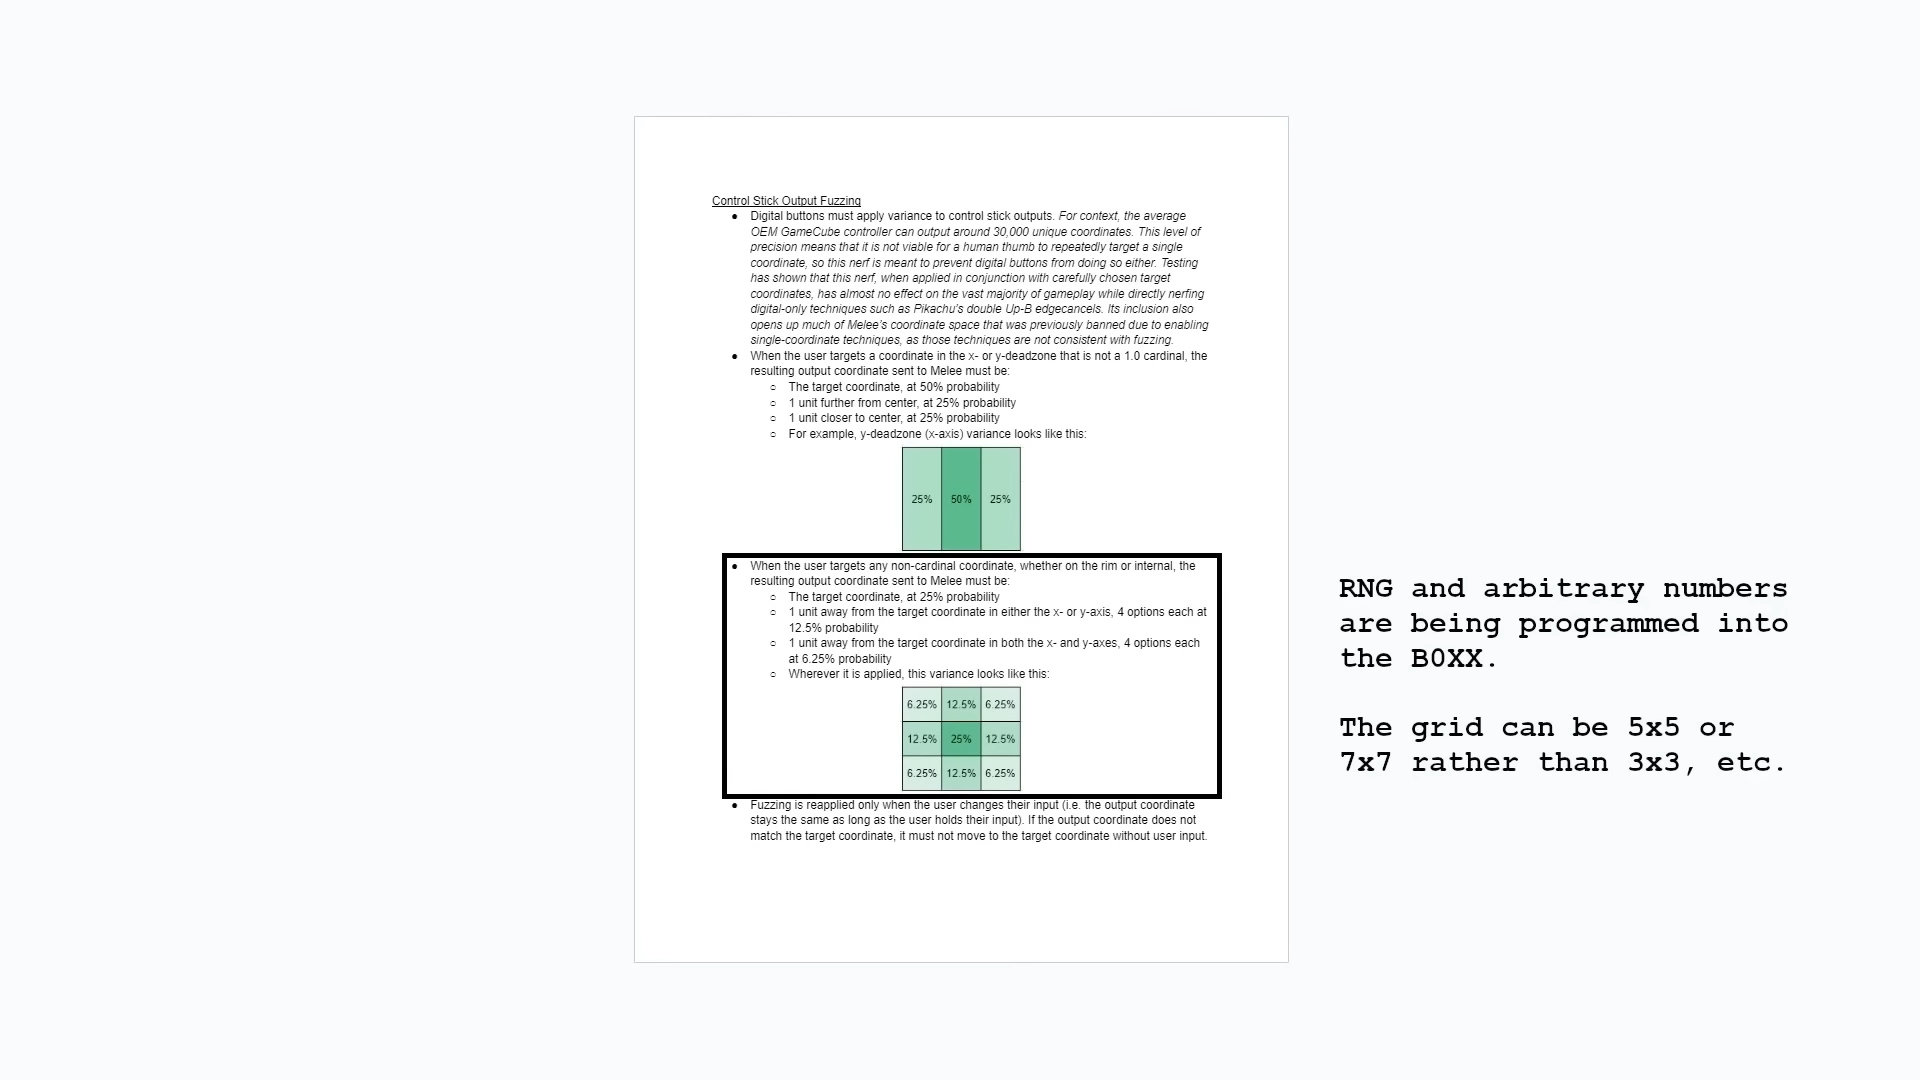 Control Stick Output Fuzzing
● Digital buttons must apply variance to control stick outputs. For context, the average
OEM GameCube controller can output around 30,000 unique coordinates. This level of
precision means that it is not viable for a human thumb to repeatedly target a single
coordinate, so this nerf is meant to prevent digital buttons from doing so either. Testing
has shown that this nerf, when applied in conjunction with carefully chosen target
coordinates, has almost no effect on the vast majority of gameplay while directly nerfing
digital-only techniques such as Pikachu's double Up-B edgecancels. Its inclusion also
opens up much of Melee's coordinate space that was previously banned due to enabling
single-coordinate techniques, as those techniques are not consistent with fuzzing.
● When the user targets a coordinate in the x- or y-deadzone that is not a 1.0 cardinal, the
resulting output coordinate sent to Melee must be:
○ The target coordinate, at 50% probability
○ 1 unit further from center, at 25% probability
○ 1 unit closer to center, at 25% probability
○ For example, y-deadzone (x-axis) variance looks like this:
25% 50% 25%
● When the user targets any non-cardinal coordinate, whether on the rim or internal, the
resulting output coordinate sent to Melee must be:
○ The target coordinate, at 25% probability
○ 1 unit away from the target coordinate in either the x- or y-axis, 4 options each at
12.5% probability
○ 1 unit away from the target coordinate in both the x- and y-axes, 4 options each
at 6.25% probability
○ Wherever it is applied, this variance looks like this:
6.25% 12.5% 6.25%
12.5% 25% 12.5%
6.25% 12.5% 6.25%
● Fuzzing is reapplied only when the user changes their input (i.e. the output coordinate
stays the same as long as the user holds their input). If the output coordinate does not
match the target coordinate, it must not move to the target coordinate without user input.
RNG and arbitrary numbers
are being programmed into
the B0XX.
The grid can be 5x5 or
7x7 rather than 3x3, etc.